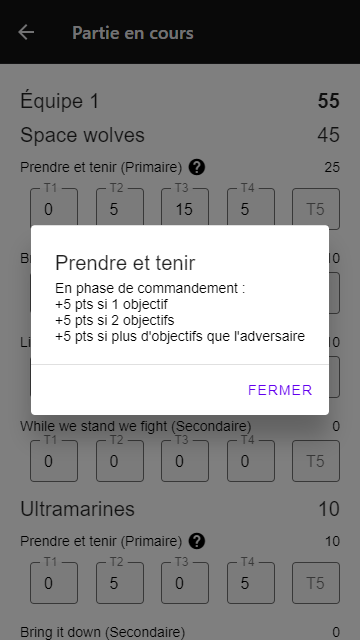 Partie en cours
Équipe 1 55
Space wolves 45
Prendre et tenir (Primaire) ? 25
T1 T2 T3 T4
0 5 15 5 T5
10
Prendre et tenir
En phase de commandement :
+5 pts si 1 objectif
+5 pts si 2 objectifs
+5 pts si plus d'objectifs que l'adversaire
10
FERMER
While we stand we fight (Secondaire) 0
T1 T2 T3 T4
0 0 0 0 T5
Ultramarines 10
Prendre et tenir (Primaire) ? 10
T1 T2 T3 T4
0 5 0 5 T5
Bring it down (Secondaire) 0